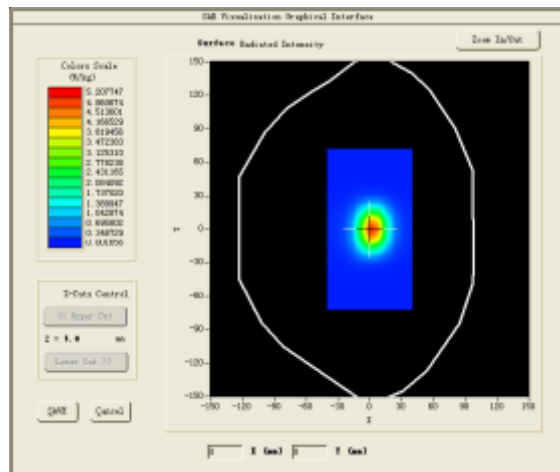 SAR Visualisation Graphical Interface
Surface Radiated Intensity
Zoom In/Out
Colors Scale
(W/kg)
5.207747
4.860674
4.513601
4.166529
3.819456
3.472383
3.125310
2.778238
2.431165
2.084092
1.737020
1.389947
1.042874
0.695802
0.348729
0.001656
150
120
90
60
30
0
-30
-60
-90
-120
-150
Y
-150 -120 -90 -60 -30 0 30 60 90 120 150
X
Z-Cuts Control
<< Upper Cut
Z = 4.0 mm
Lower Cut >>
SAVE Cancel
0 X (mm) 0 Y (mm)